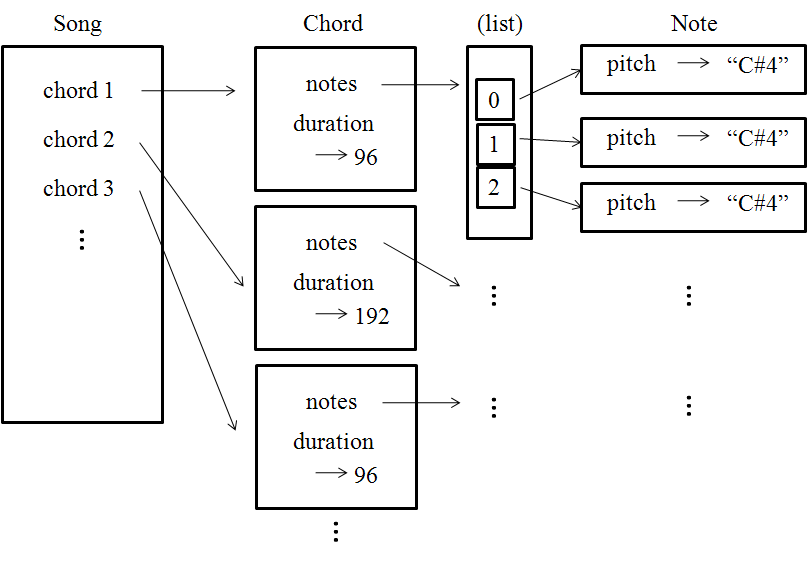 Song
Chord
(list)
Note
chord 1
chord 2
chord 3
notes
duration
96
notes
duration
192
notes
duration
96
0
1
2
pitch “C#4”
pitch “C#4”
pitch “C#4”